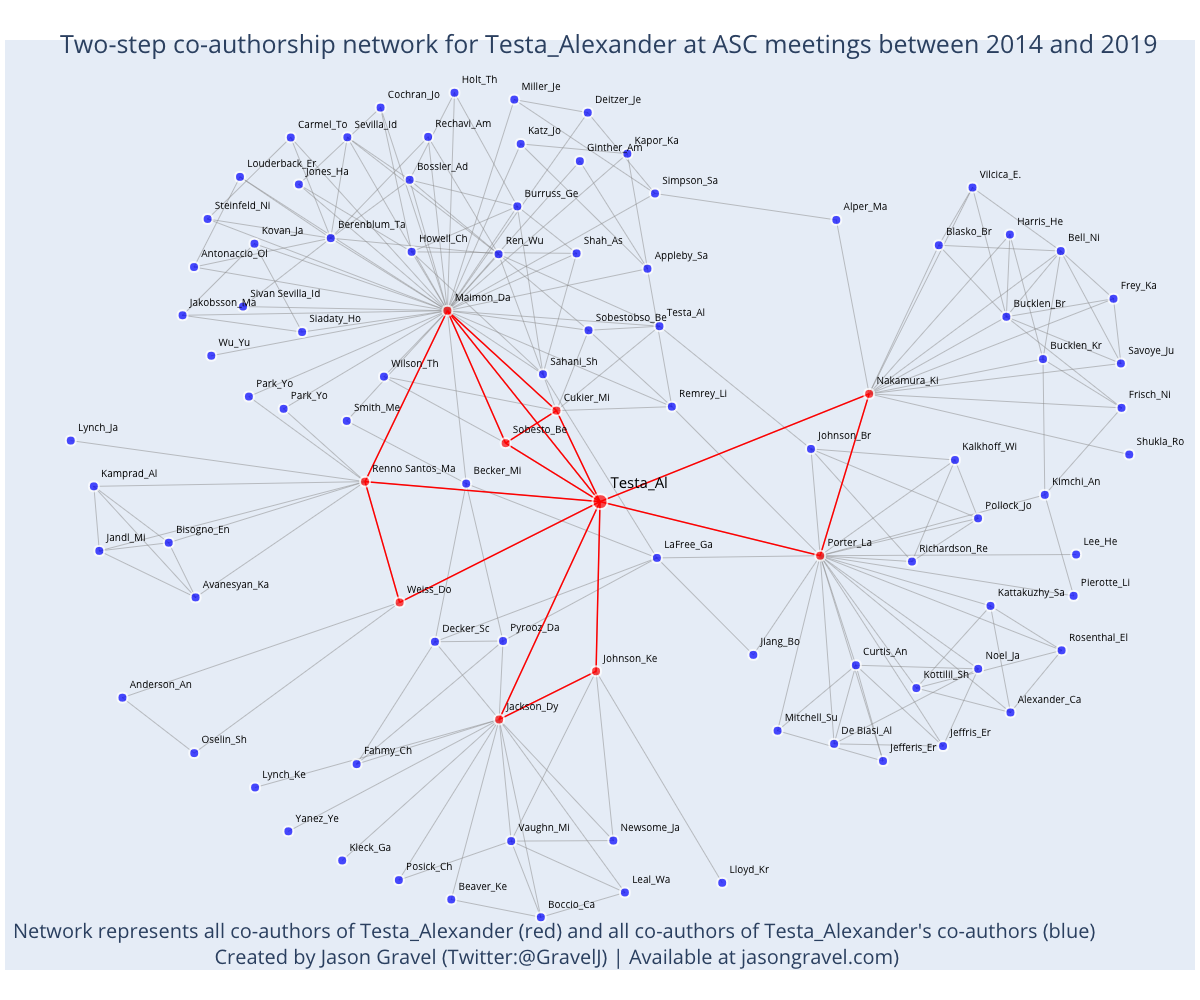 Two-step co-authorship network for Testa_Alexander at ASC meetings between 2014 and 2019
Holt_Th
Miller_Je
Cochran_Jo
Deitzer_Je
Carmel_To
Sevilla_Id
Rechavi_Am
Katz_Jo
Kapor_Ka
Ginther_Am
Louderback_Er
Jones_Ha
Bossler_Ad
Vilcica_E.
Simpson_Sa
Burruss_Ge
Steinfeld_Ni
Alper_Ma
Kovan_Ja
Berenblum_Ta
Harris_He
Blasko_Br
Bell_Ni
Howell_Ch
Ren_Wu
Shah_As
Antonaccio_Ol
Appleby_Sa
Frey_Ka
Sivan Sevilla_Id
Maimon_Da
Jakobsson_Ma
Bucklen_Br
Siadaty_Ho
Sobestobso_Be
Testa_Al
Wu_Yu
Bucklen_Kr
Savoye_Ju
Wilson_Th
Sahani_Sh
Park_Yo
Nakamura_Ki
Park_Yo
Cukier_Mi
Remrey_Li
Frisch_Ni
Smith_Me
Lynch_Ja
Sobesto_Be
Johnson_Br
Shukla_Ro
Kalkhoff_Wi
Renno Santos_Ma
Becker_Mi
Kamprad_Al
Testa_Al
Kimchi_An
Pollock_Jo
Bisogno_En
Jandl_Mi
LaFree_Ga
Porter_La
Richardson_Re
Lee_He
Avanesyan_Ka
Weiss_Do
Pierotte_Li
Kattakuzhy_Sa
Decker_Sc
Pyrooz_Da
Jiang_Bo
Rosenthal_El
Johnson_Ke
Curtis_An
Noel_Ja
Kottilil_Sh
Anderson_An
Alexander_Ca
Jackson_Dy
Mitchell_Su
De Blasi_Al
Jeffris_Er
Oselin_Sh
Fahmy_Ch
Jefferis_Er
Lynch_Ke
Yanez_Ye
Vaughn_Mi
Newsome_Ja
Kleck_Ga
Posick_Ch
Lloyd_Kr
Beaver_Ke
Leal_Wa
Boccio_Ca
Network represents all co-authors of Testa_Alexander (red) and all co-authors of Testa_Alexander's co-authors (blue)
Created by Jason Gravel (Twitter:@GravelJ) | Available at jasongravel.com)